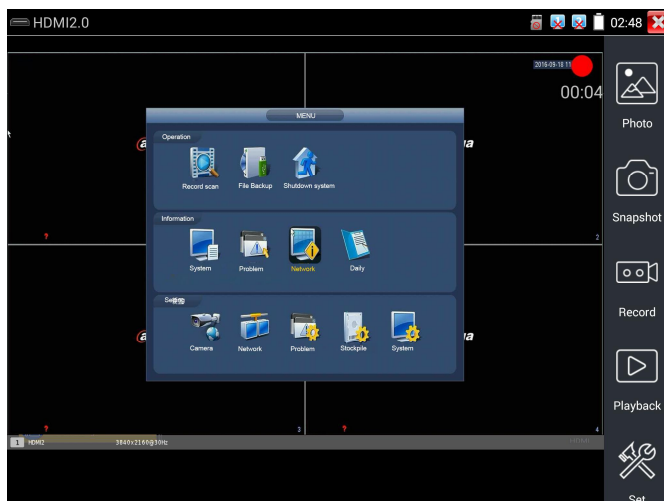 HDMI2.0
02:48
2016-09-18 11
00:04
MENU
Operation
Record scan
File Backup
Shutdown system
Information
System
Problem
Network
Daily
Camera
Network
Problem
Stockpile
System
?
2
?
3
?
4
1
HDMI2
3840x2160@30Hz
Photo
Snapshot
Record
Playback
Set